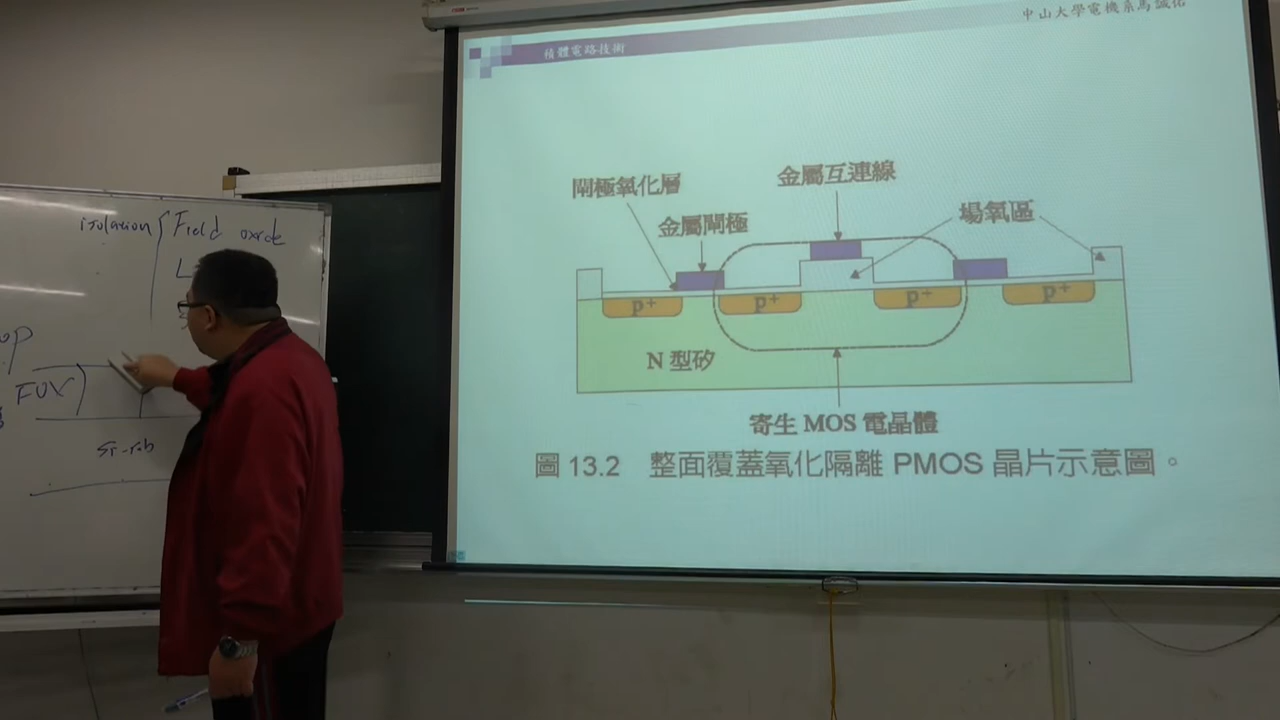 中山大學電機系馬誠佑
積體電路技術
金屬互連線
閘極氧化層
金屬閘極
場氧區
p+
p+
p+
p+
N 型矽
寄生 MOS 電晶體
圖 13.2 整面覆蓋氧化隔離 PMOS 晶片示意圖。
isolation { Field oxide
L
op
FOX
Si-sub